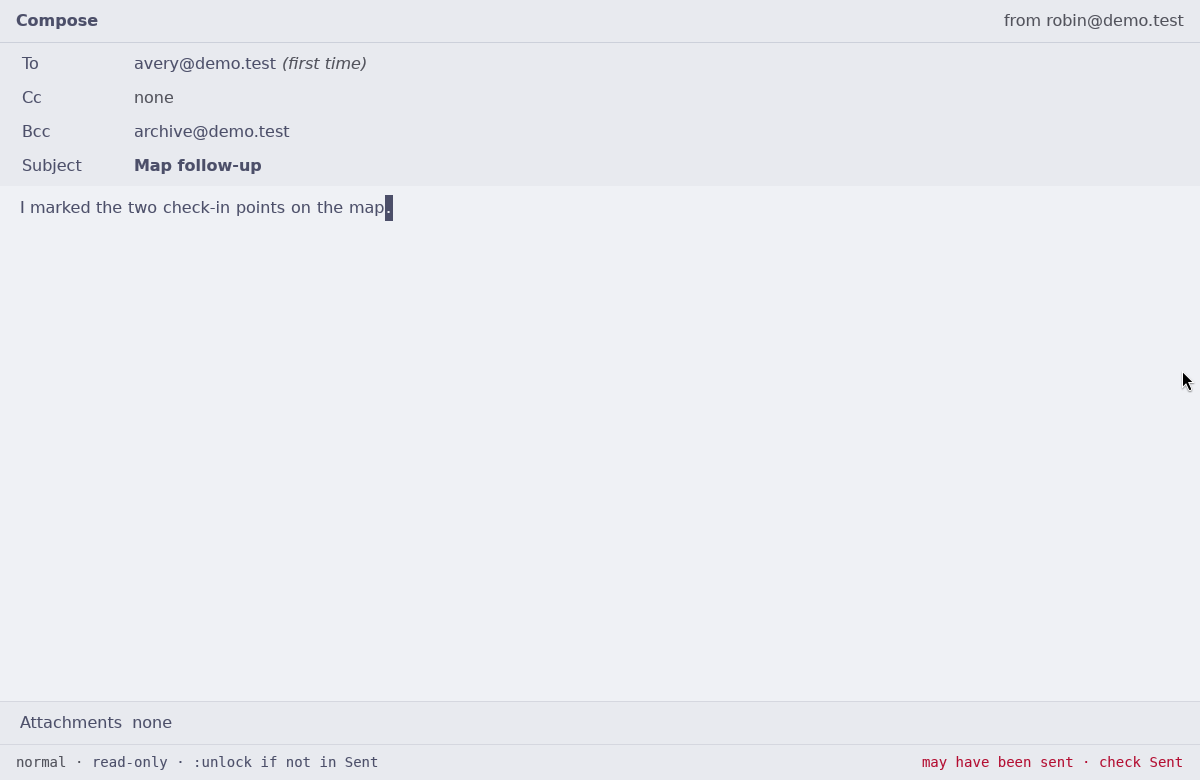 Compose from robin@demo.test
To avery@demo.test (first time)
Cc none
Bcc archive@demo.test
Subject Map follow-up
I marked the two check-in points on the map.
Attachments none
normal · read-only · :unlock if not in Sent may have been sent · check Sent